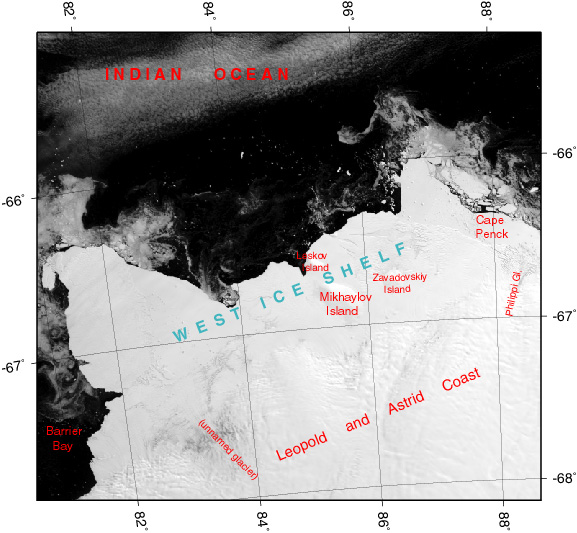 82°
84°
86°
88°
INDIAN OCEAN
-66°
-66°
Cape
Penck
Leskov
Island
WEST ICE SHELF
Zavadovskiy
Island
Mikhaylov
Island
Philippi Gl.
-67°
-67°
Leopold and Astrid Coast
(unnamed glacier)
Barrier
Bay
-68°
82°
84°
86°
88°